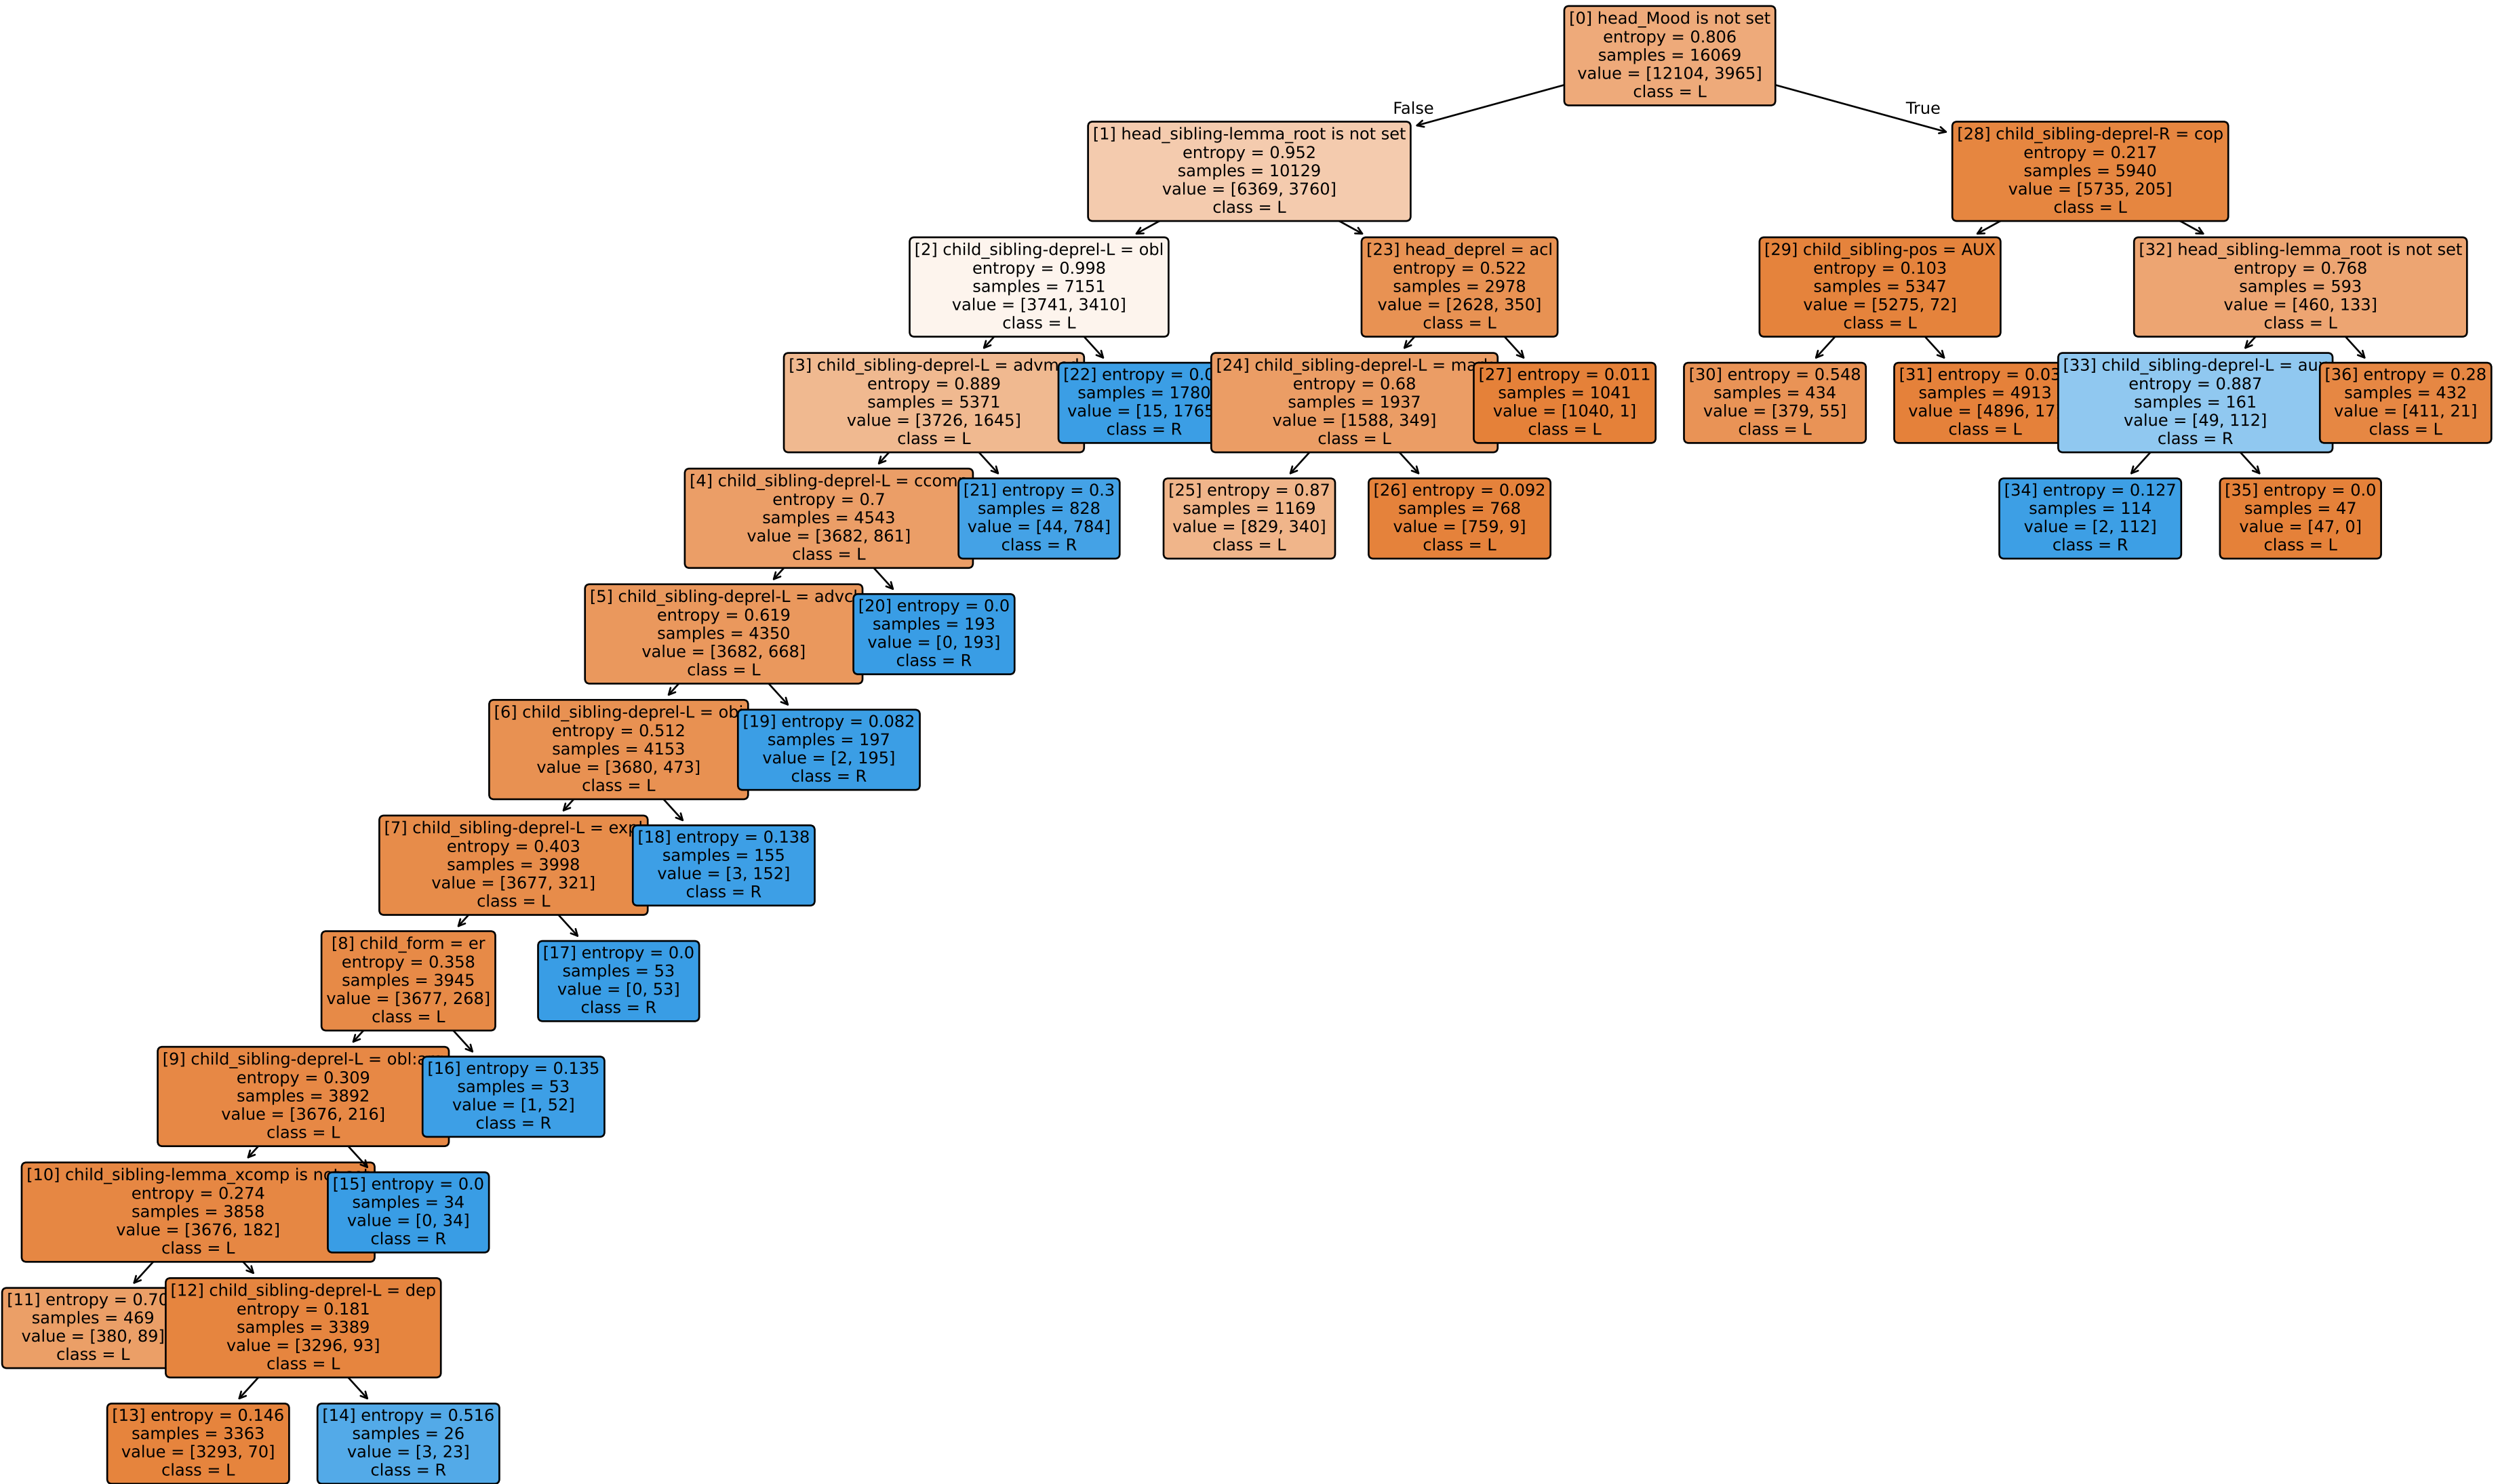 [0] head_Mood is not set
entropy = 0.806
samples = 16069
value = [12104, 3965]
class = L
False
True
[1] head_sibling-lemma_root is not set
entropy = 0.952
samples = 10129
value = [6369, 3760]
class = L
[28] child_sibling-deprel-R = cop
entropy = 0.217
samples = 5940
value = [5735, 205]
class = L
[2] child_sibling-deprel-L = obl
entropy = 0.998
samples = 7151
value = [3741, 3410]
class = L
[23] head_deprel = acl
entropy = 0.522
samples = 2978
value = [2628, 350]
class = L
[29] child_sibling-pos = AUX
entropy = 0.103
samples = 5347
value = [5275, 72]
class = L
[32] head_sibling-lemma_root is not set
entropy = 0.768
samples = 593
value = [460, 133]
class = L
[3] child_sibling-deprel-L =
entropy = 0.889
samples = 5371
value = [3726, 1645]
class = L
[22] entropy =
samples = 1780
value = [15, 1765
class = R
[24] child_sibling-deprel-L =
entropy = 0.68
samples = 1937
value = [1588, 349]
class = L
[27] entropy = 0.011
samples = 1041
value = [1040, 1]
class = L
[30] entropy = 0.548
samples = 434
value = [379, 55]
class = L
[31] entropy =
samples = 4913
value = [4896, 17
class = L
[33] child_sibling-deprel-L =
entropy = 0.887
samples = 161
value = [49, 112]
class = R
[36] entropy = 0.28
samples = 432
value = [411, 21]
class = L
[4] child_sibling-deprel-L =
entropy = 0.7
samples = 4543
value = [3682, 861]
class = L
[21] entropy = 0.3
samples = 828
value = [44, 784]
class = R
[25] entropy = 0.87
samples = 1169
value = [829, 340]
class = L
[26] entropy = 0.092
samples = 768
value = [759, 9]
class = L
[34] entropy = 0.127
samples = 114
value = [2, 112]
class = R
[35] entropy = 0.0
samples = 47
value = [47, 0]
class = L
[5] child_sibling-deprel-L =
entropy = 0.619
samples = 4350
value = [3682, 668]
class = L
[20] entropy = 0.0
samples = 193
value = [0, 193]
class = R
[6] child_sibling-deprel-L =
entropy = 0.512
samples = 4153
value = [3680, 473]
class = L
[19] entropy = 0.082
samples = 197
value = [2, 195]
class = R
[7] child_sibling-deprel-L =
entropy = 0.403
samples = 3998
value = [3677, 321]
class = L
[18] entropy = 0.138
samples = 155
value = [3, 152]
class = R
[8] child_form = er
entropy = 0.358
samples = 3945
value = [3677, 268]
class = L
[17] entropy = 0.0
samples = 53
value = [0, 53]
class = R
[9] child_sibling-deprel-L =
entropy = 0.309
samples = 3892
value = [3676, 216]
class = L
[16] entropy = 0.135
samples = 53
value = [1, 52]
class = R
[10] child_sibling-lemma_xcomp is
entropy = 0.274
samples = 3858
value = [3676, 182]
class = L
[15] entropy = 0.0
samples = 34
value = [0, 34]
class = R
[11] entropy =
samples = 469
value = [380, 89]
class = L
[12] child_sibling-deprel-L = dep
entropy = 0.181
samples = 3389
value = [3296, 93]
class = L
[13] entropy = 0.146
samples = 3363
value = [3293, 70]
class = L
[14] entropy = 0.516
samples = 26
value = [3, 23]
class = R